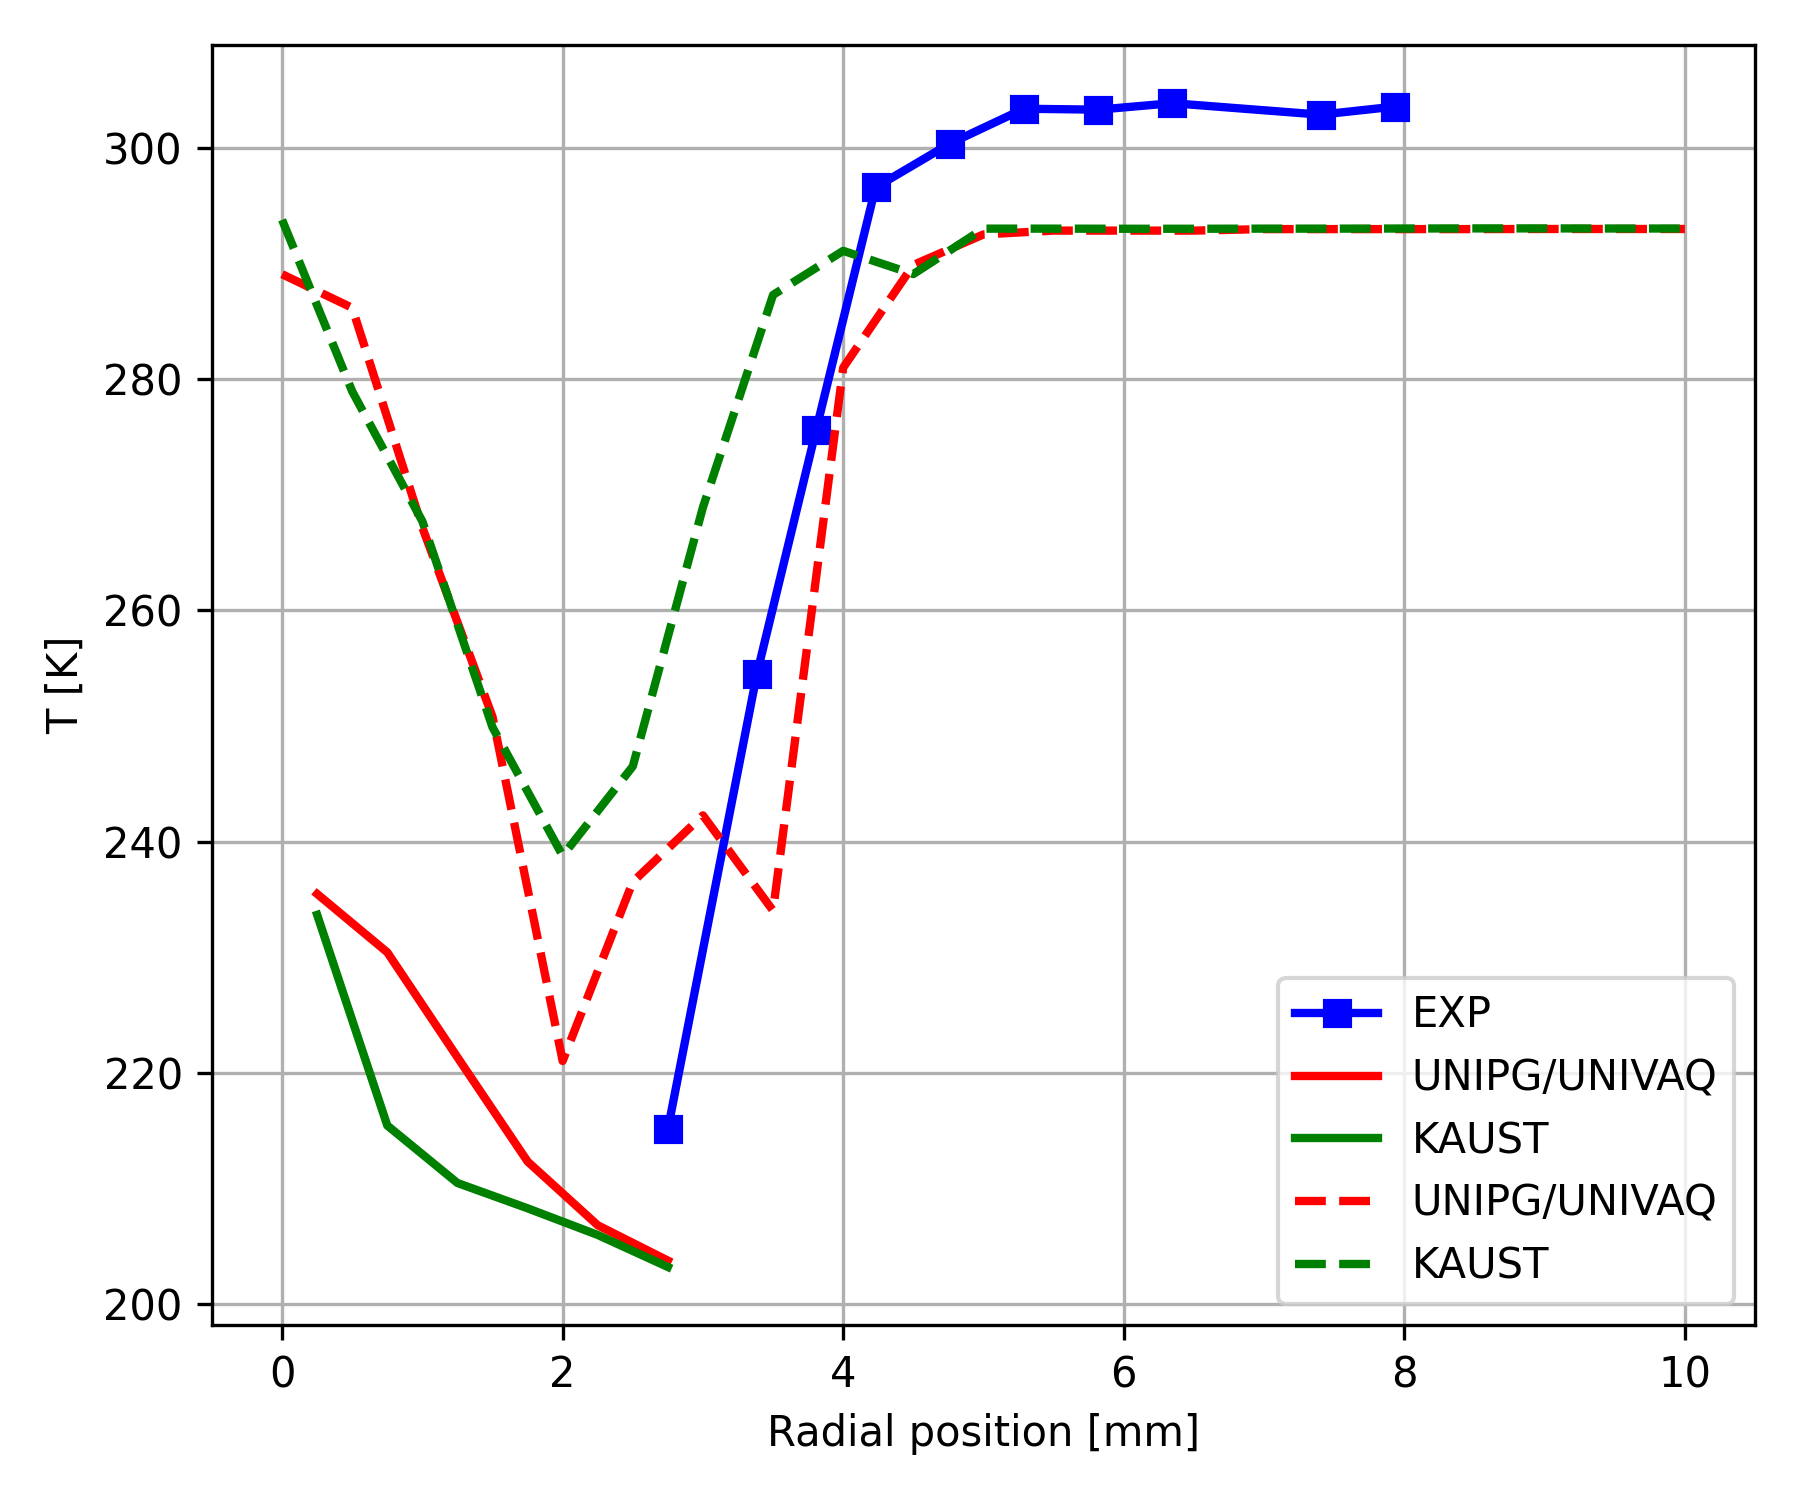 300
280
260
240
220
200
T [K]
0 2 4 6 8 10
Radial position [mm]
EXP
UNIPG/UNIVAQ
KAUST
UNIPG/UNIVAQ
KAUST